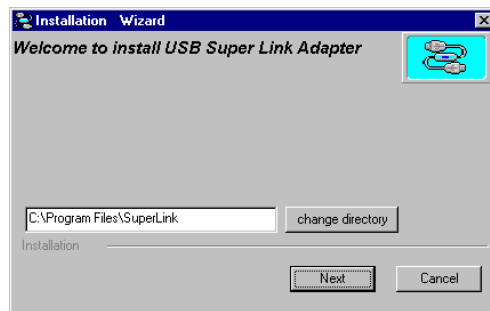 Installation Wizard
Welcome to install USB Super Link Adapter
C:\Program Files\SuperLink
change directory
Installation
Next
Cancel